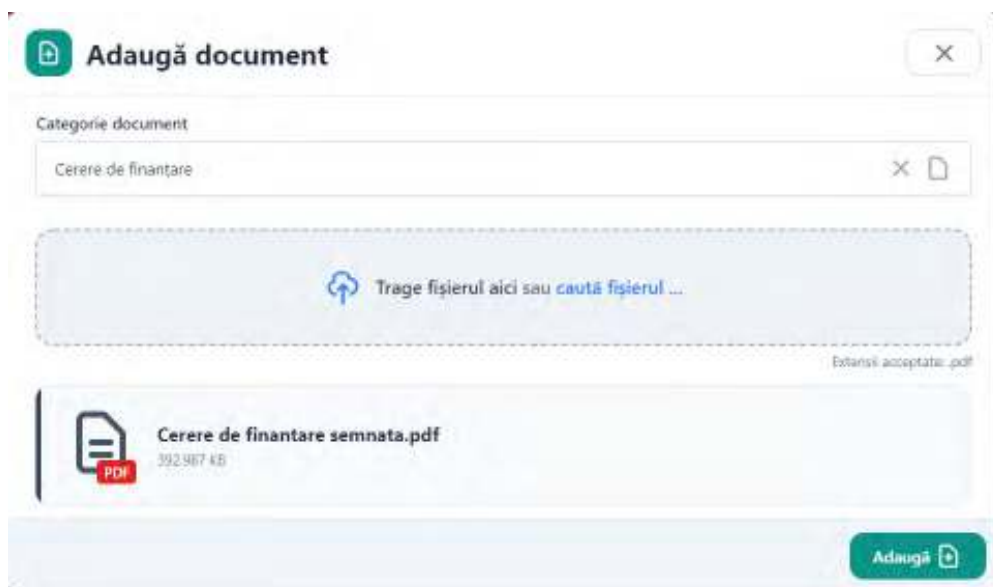 Adaugă document
Categorie document
Cerere de finanțare
Trage fișierul aici sau caută fișierul ...
Extensii acceptate: .pdf
Cerere de finantare semnata.pdf
392.987 KB
PDF
Adaugă